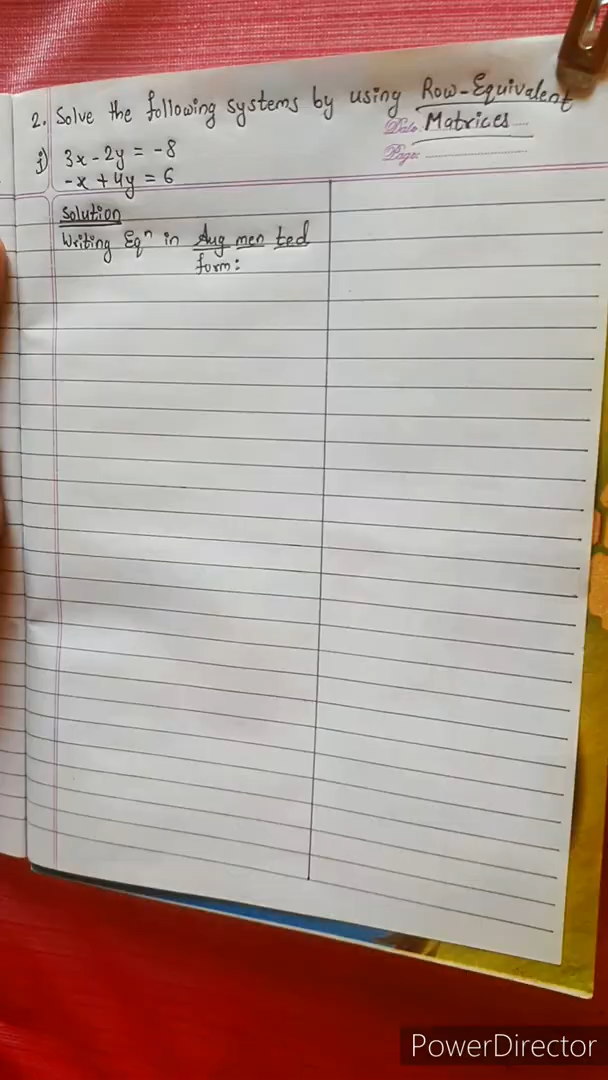 2. Solve the following systems by using Row-Equivalent
Date. Matrices
Page:
i) 3x - 2y = -8
-x + 4y = 6
Solution
Writing Eqⁿ in Aug men ted
form:
PowerDirector